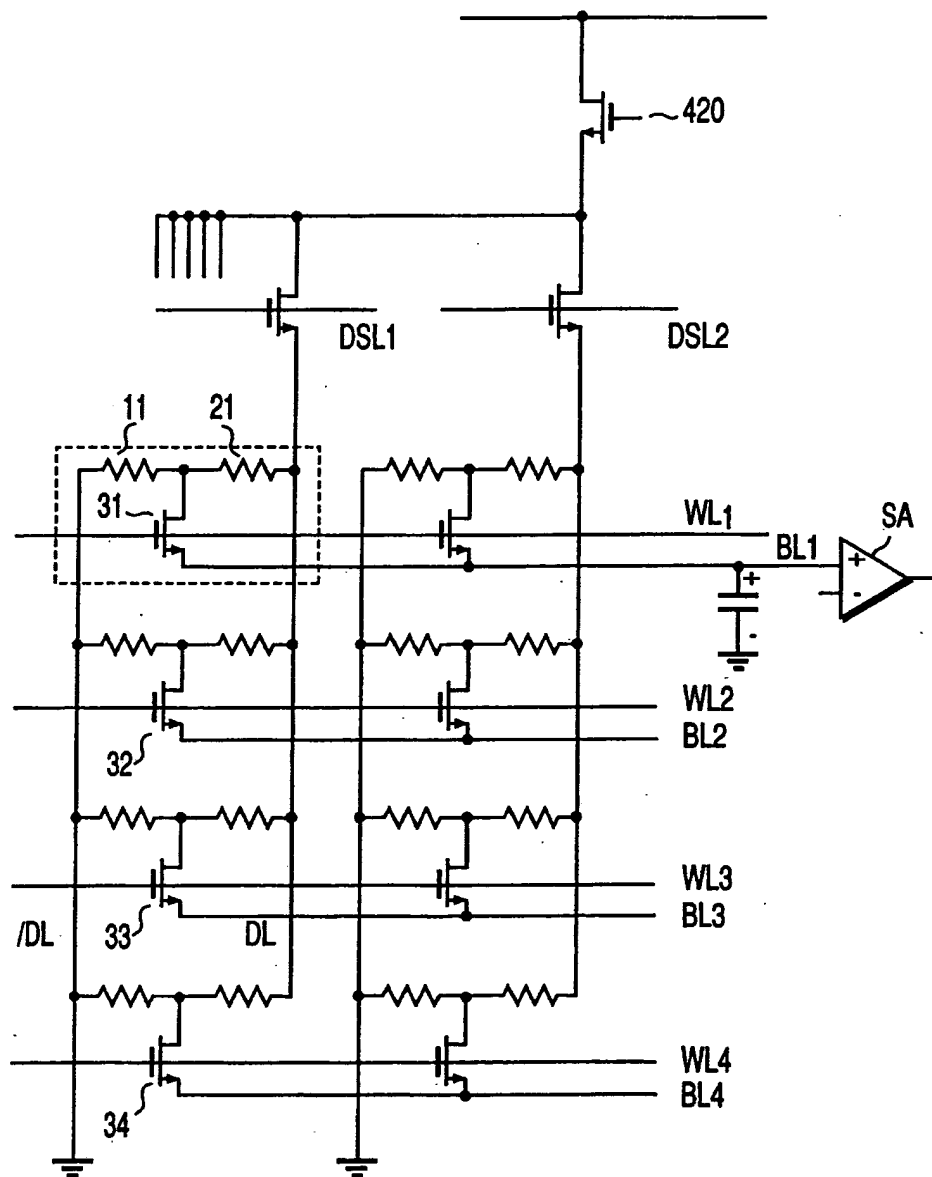 420
DSL1
DSL2
11
21
31
WL1
SA
BL1
+
-
+
-
WL2
32
BL2
WL3
/DL
33
DL
BL3
WL4
34
BL4